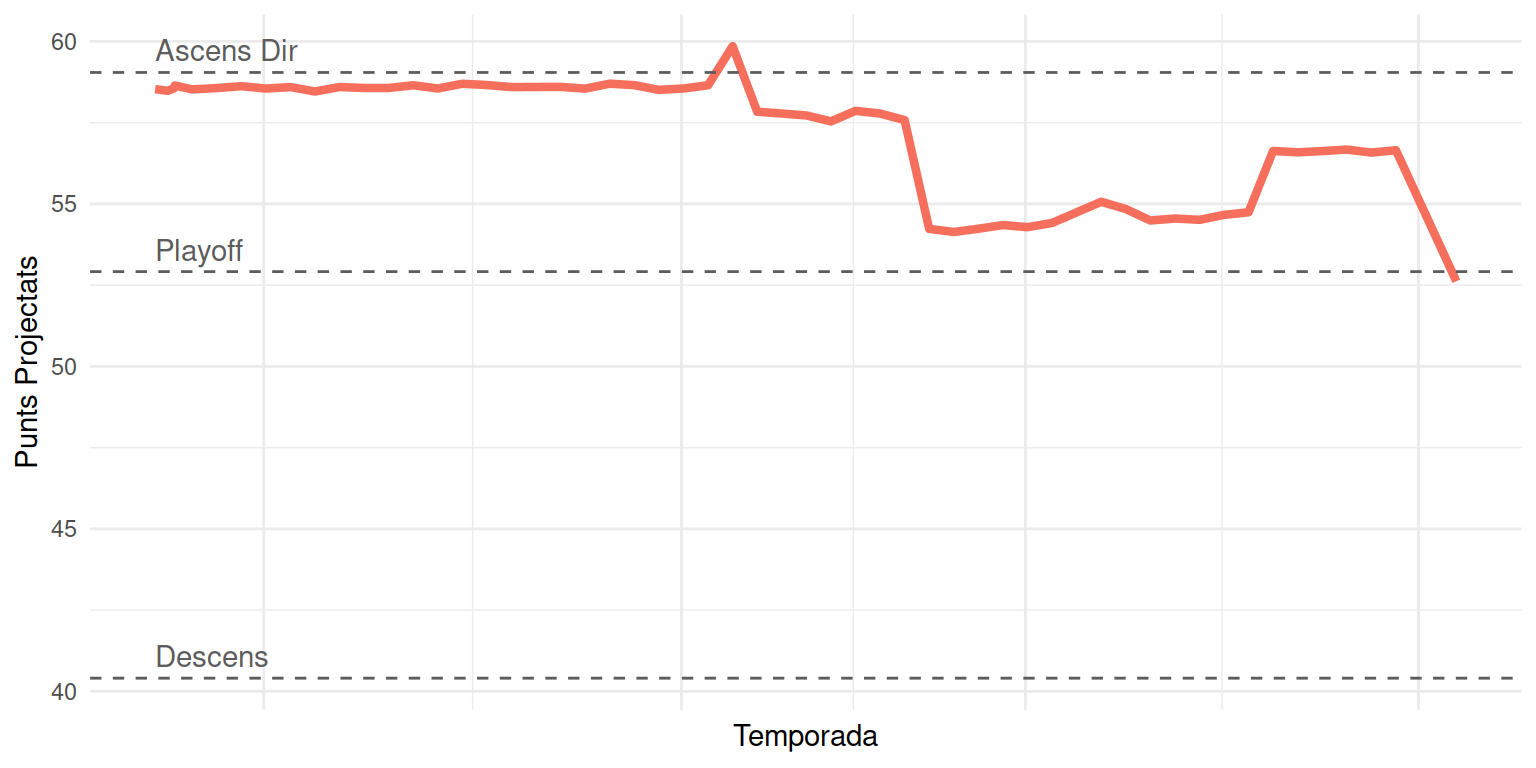 60
Ascens Dir
55
Playoff
50
45
Descens
40
Punts Projectats
Temporada